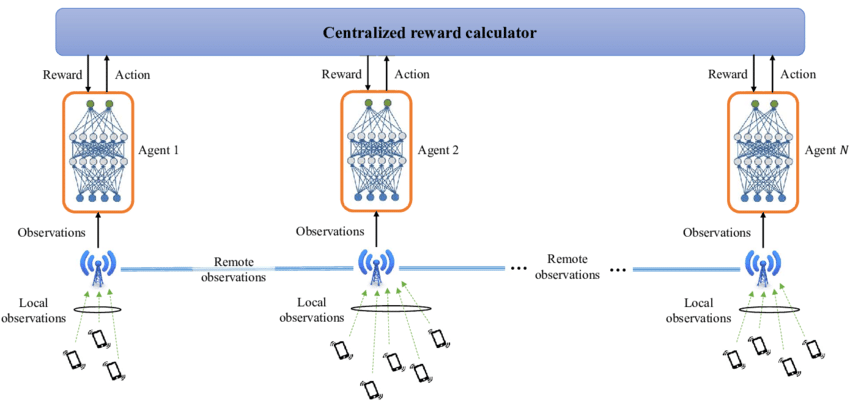 Centralized reward calculator
Reward
Action
Reward
Action
Reward
Action
Agent 1
Agent 2
Agent N
Observations
Observations
Observations
Remote
observations
Remote
observations
...
...
Local
observations
Local
observations
Local
observations